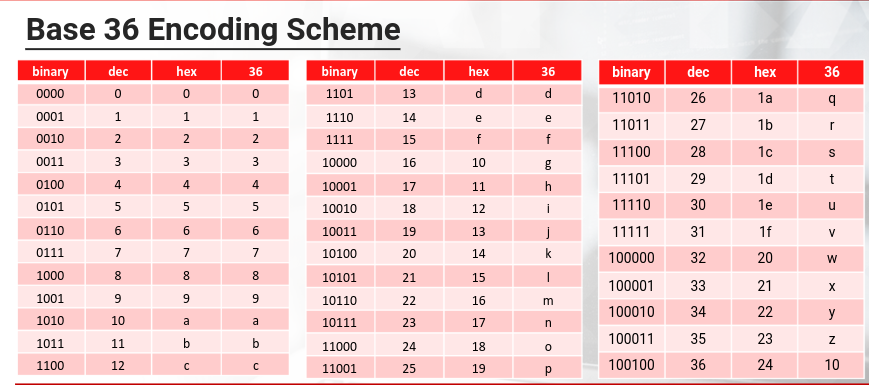 Base 36 Encoding Scheme
binary dec hex 36
0000 0 0 0
0001 1 1 1
0010 2 2 2
0011 3 3 3
0100 4 4 4
0101 5 5 5
0110 6 6 6
0111 7 7 7
1000 8 8 8
1001 9 9 9
1010 10 a a
1011 11 b b
1100 12 c c
binary dec hex 36
1101 13 d d
1110 14 e e
1111 15 f f
10000 16 10 g
10001 17 11 h
10010 18 12 i
10011 19 13 j
10100 20 14 k
10101 21 15 l
10110 22 16 m
10111 23 17 n
11000 24 18 o
11001 25 19 p
binary dec hex 36
11010 26 1a q
11011 27 1b r
11100 28 1c s
11101 29 1d t
11110 30 1e u
11111 31 1f v
100000 32 20 w
100001 33 21 x
100010 34 22 y
100011 35 23 z
100100 36 24 10